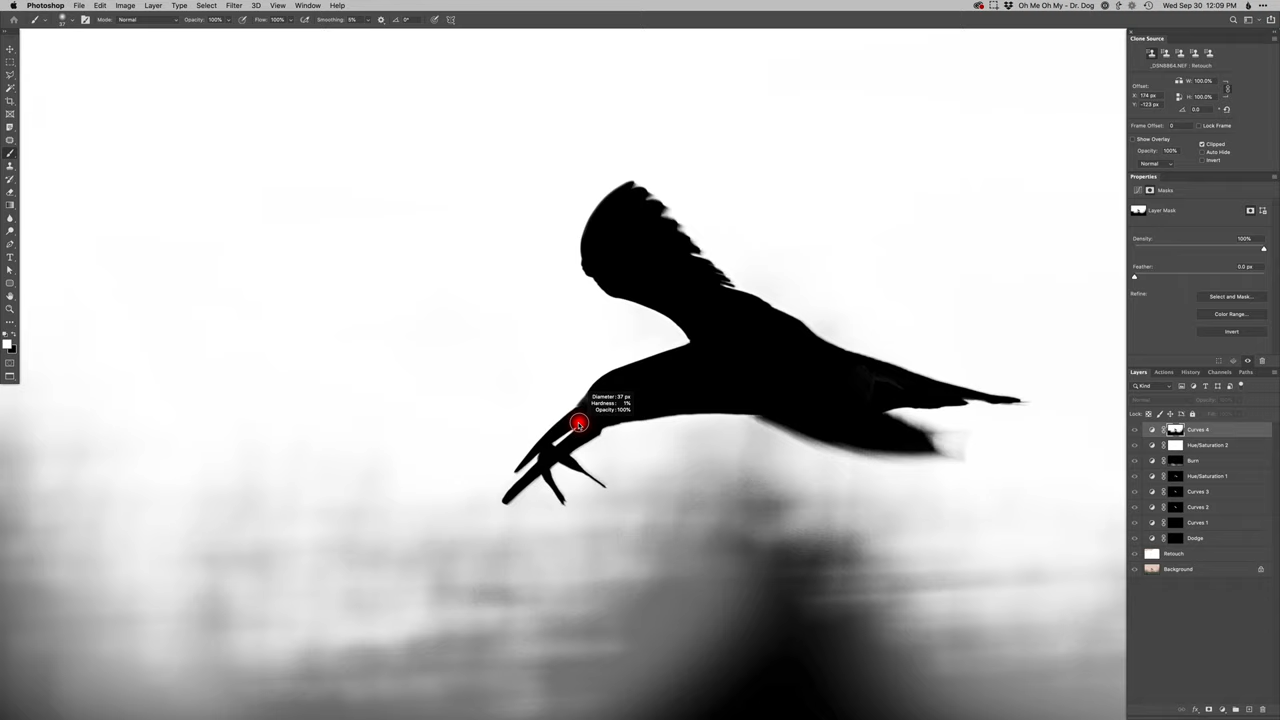 Photoshop File Edit Image Layer Type Select Filter 3D View Window Help
Oh Me Oh My - Dr. Dog Wed Sep 30 12:09 PM
37 Mode: Normal Opacity: 100% Flow: 100% Smoothing: 5% 0°
Clone Source
_DSN8864.NEF | Retouch
Offset: W: 100.0%
X: 174 px H: 100.0%
Y: -123 px 0.0 °
Frame Offset: 0 Lock Frame
Show Overlay Clipped
Opacity: 100% Auto Hide
Normal Invert
Properties
Masks
Layer Mask
Density: 100%
Feather: 0.0 px
Refine: Select and Mask...
Color Range...
Invert
Layers Actions History Channels Paths
Kind
Normal Opacity: 100%
Lock: Fill:
Curves 4
Hue/Saturation 2
Burn
Hue/Saturation 1
Curves 3
Curves 2
Curves 1
Dodge
Retouch
Background
Diameter: 37 px
Hardness: 1%
Opacity: 100%